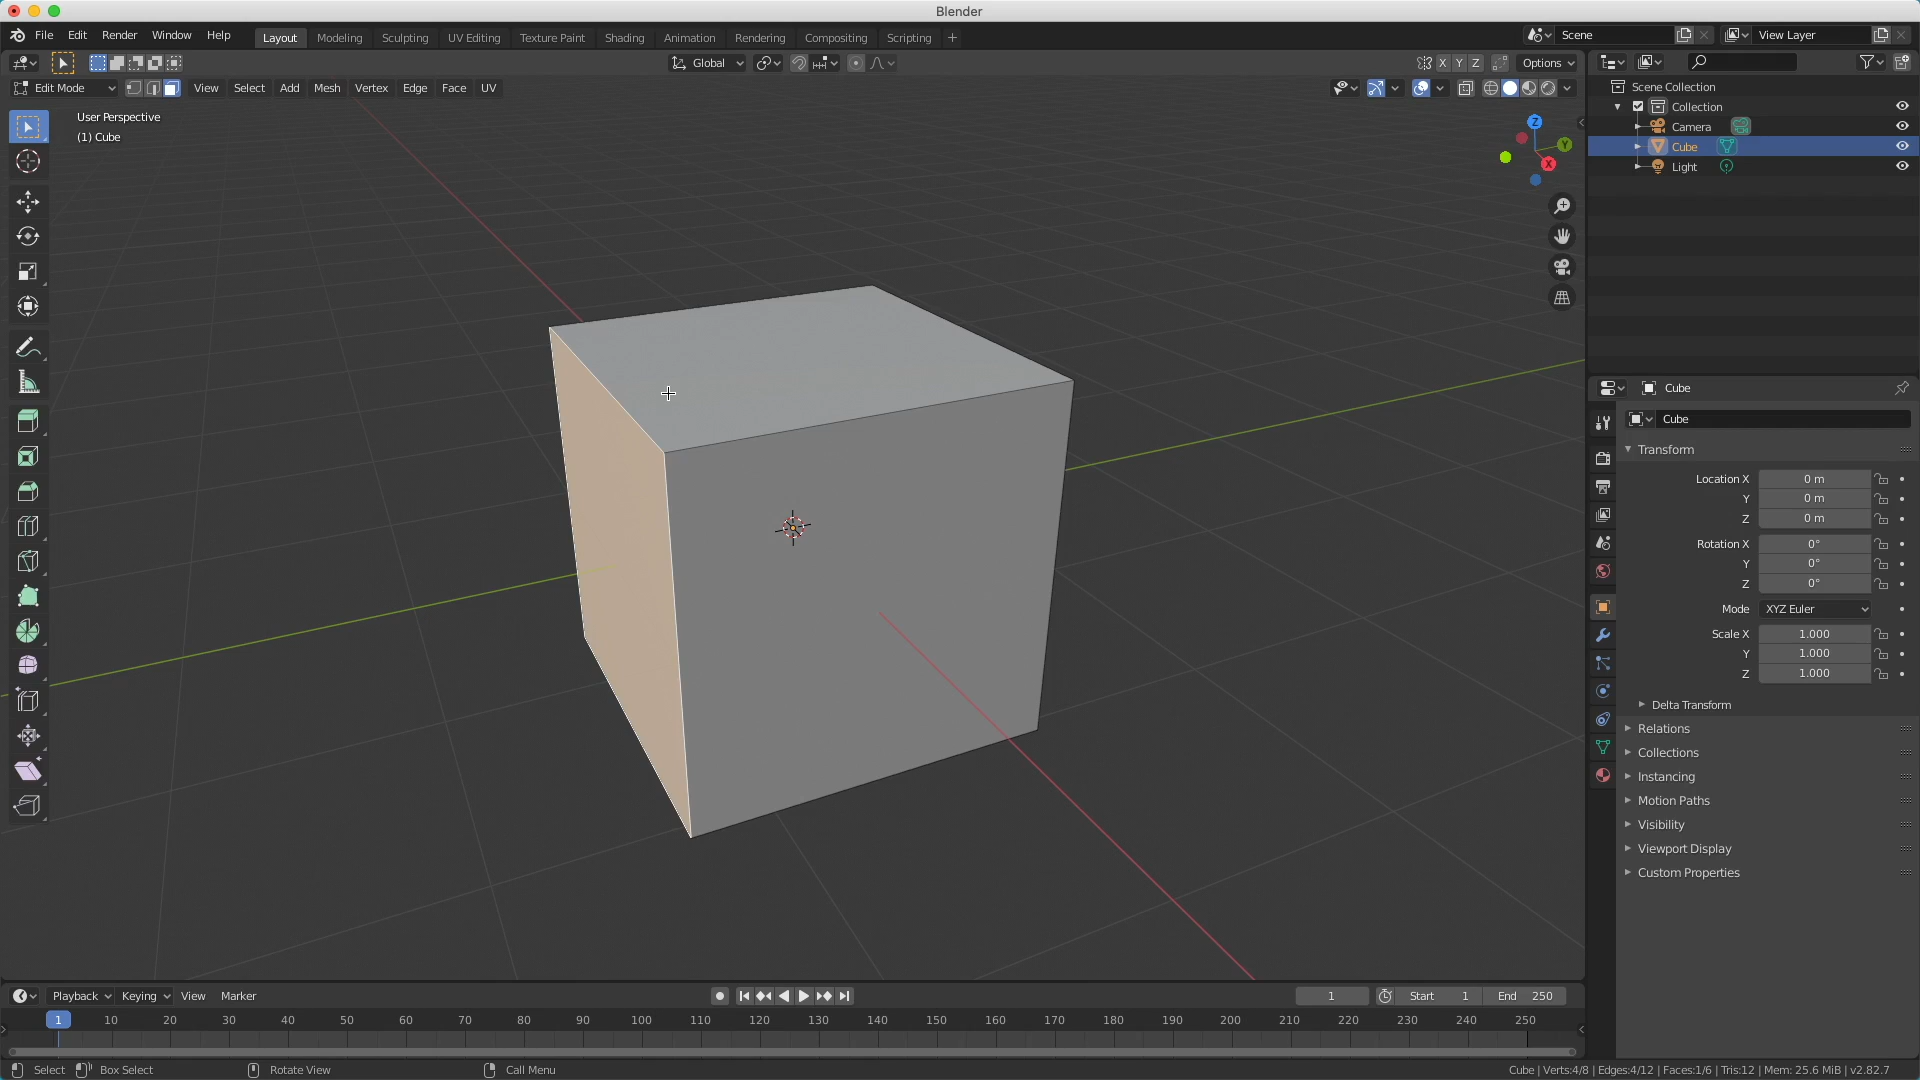 Blender
File Edit Render Window Help
Layout Modeling Sculpting UV Editing Texture Paint Shading Animation Rendering Compositing Scripting +
Scene
View Layer
Global
X Y Z
Options
Edit Mode
View Select Add Mesh Vertex Edge Face UV
User Perspective
(1) Cube
Z
Y
X
Scene Collection
Collection
Camera
Cube
Light
Cube
Cube
Transform
Location X 0 m
Y 0 m
Z 0 m
Rotation X 0°
Y 0°
Z 0°
Mode XYZ Euler
Scale X 1.000
Y 1.000
Z 1.000
Delta Transform
Relations
Collections
Instancing
Motion Paths
Visibility
Viewport Display
Custom Properties
Playback Keying View Marker
1
Start 1
End 250
1 10 20 30 40 50 60 70 80 90 100 110 120 130 140 150 160 170 180 190 200 210 220 230 240 250
Select Box Select Rotate View Call Menu
Cube | Verts:4/8 | Edges:4/12 | Faces:1/6 | Tris:12 | Mem: 25.6 MiB | v2.82.7